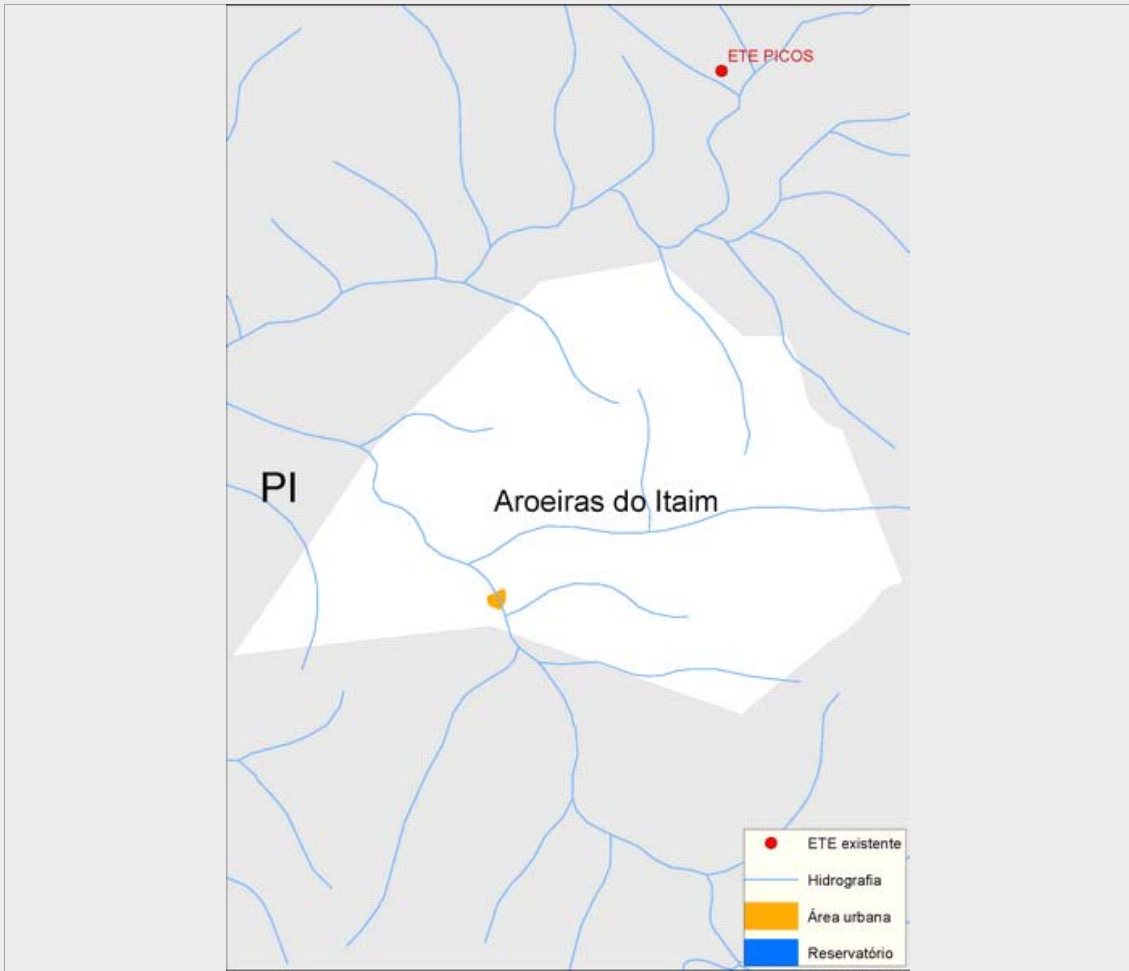 ETE PICOS
PI
Aroeiras do Itaim
ETE existente
Hidrografia
Área urbana
Reservatório